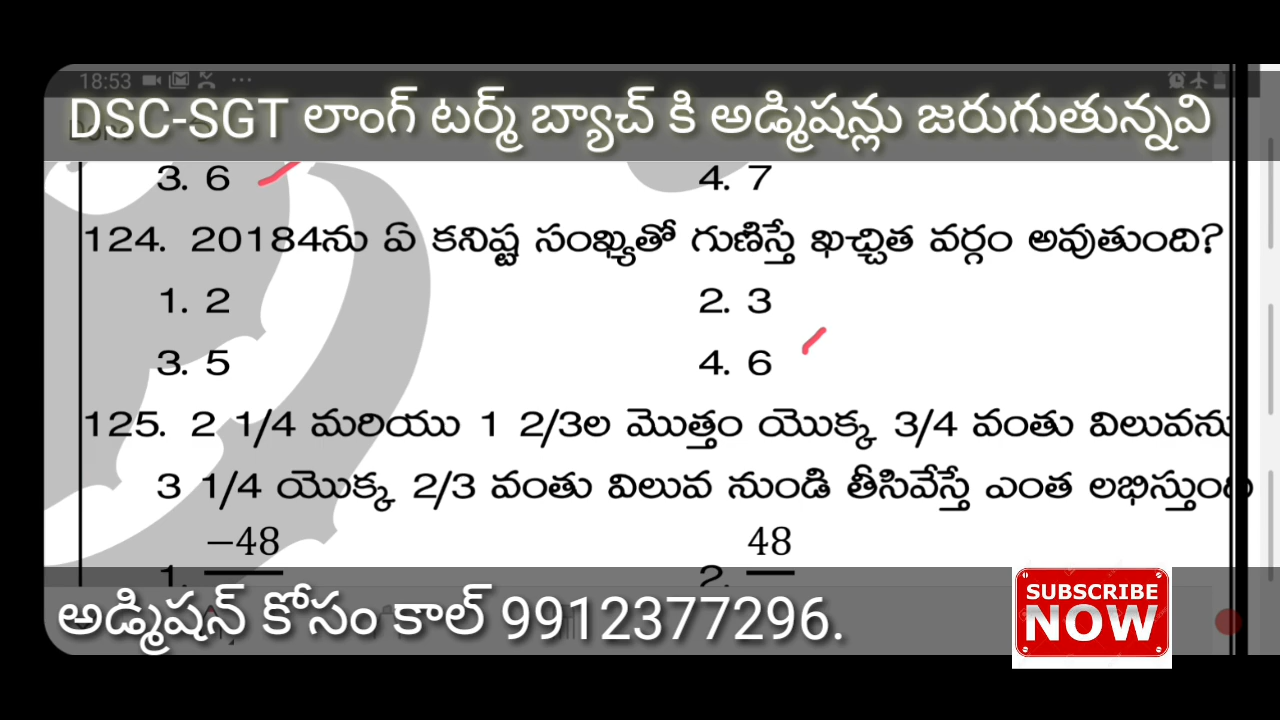 18:53
DSC-SGT లాంగ్ టర్మ్ బ్యాచ్ కి అడ్మిషన్లు జరుగుతున్నవి
3. 6 4. 7
124. 20184ను ఏ కనిష్ట సంఖ్యతో గుణిస్తే ఖచ్చిత వర్గం అవుతుంది?
1. 2 2. 3
3. 5 4. 6
125. 2 1/4 మరియు 1 2/3ల మొత్తం యొక్క 3/4 వంతు విలువను
3 1/4 యొక్క 2/3 వంతు విలువ నుండి తీసివేస్తే ఎంత లభిస్తుంది
−48 48
1. 2.
అడ్మిషన్ కోసం కాల్ 9912377296.
SUBSCRIBE
NOW